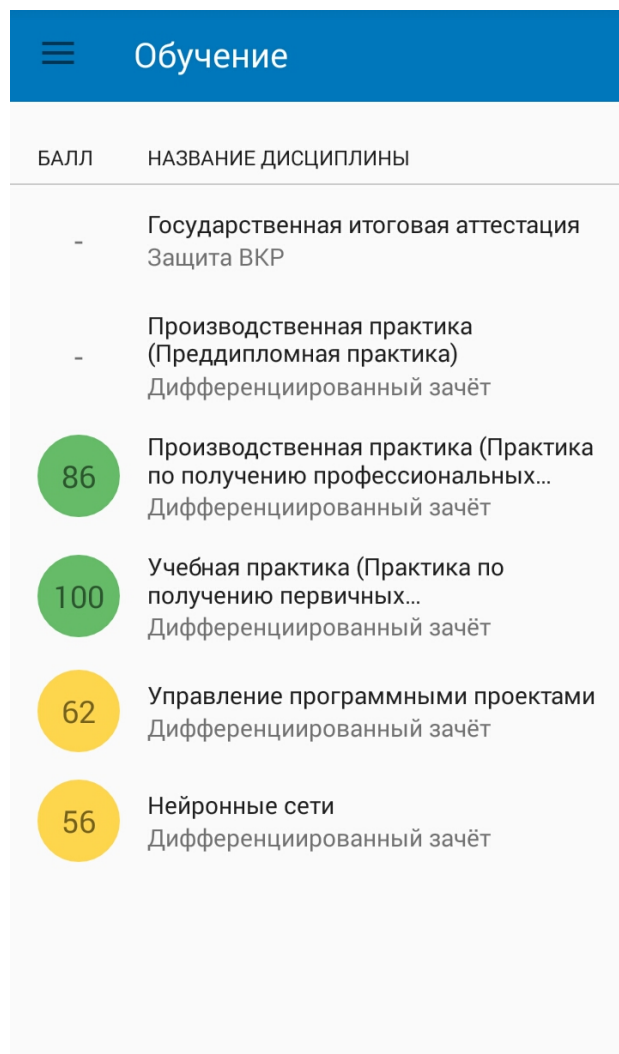 Обучение
БАЛЛ НАЗВАНИЕ ДИСЦИПЛИНЫ
- Государственная итоговая аттестация
Защита ВКР
Производственная практика
- (Преддипломная практика)
Дифференциированный зачёт
Производственная практика (Практика
86 по получению профессиональных...
Дифференциированный зачёт
Учебная практика (Практика по
100 получению первичных...
Дифференциированный зачёт
62 Управление программными проектами
Дифференциированный зачёт
56 Нейронные сети
Дифференциированный зачёт